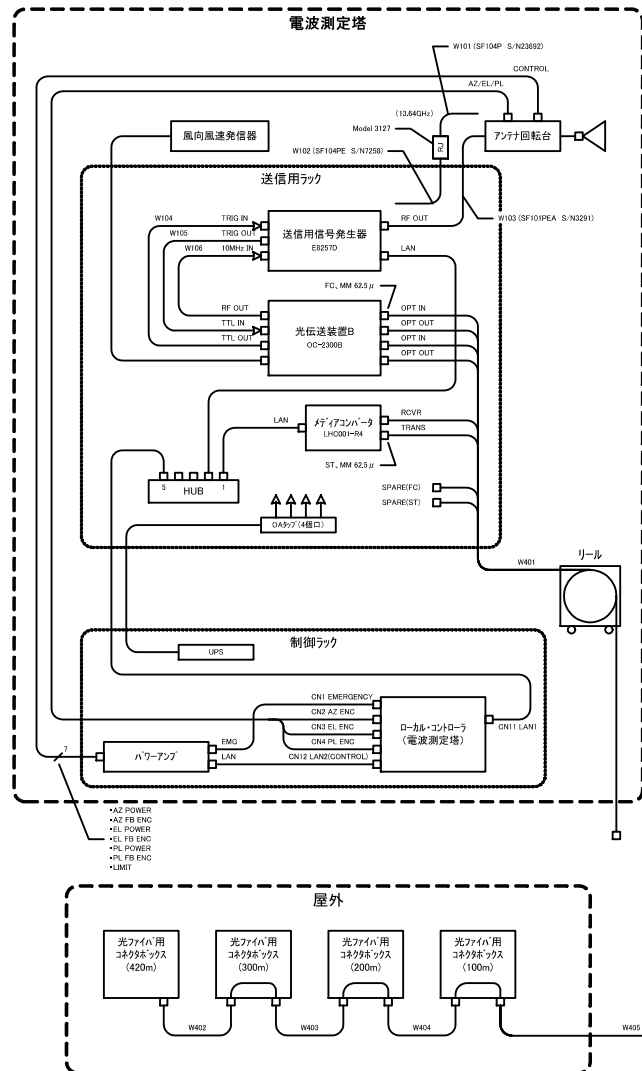 電波測定塔
W101 (SF104P S/N23692)
CONTROL
AZ/EL/PL
(13.64GHz)
Model 3127
RJ
アンテナ回転台
風向風速発信器
W102 (SF104PE S/N7258)
送信用ラック
W103 (SF101PEA S/N3291)
W104
TRIG IN
W105
TRIG OUT
W106
10MHz IN
送信用信号発生器
E8257D
RF OUT
LAN
FC、MM 62.5μ
RF OUT
TTL IN
TTL OUT
光伝送装置B
OC-2300B
OPT IN
OPT OUT
OPT IN
OPT OUT
LAN
メディアコンバータ
LHC001-R4
RCVR
TRANS
ST、MM 62.5μ
5
1
HUB
SPARE(FC)
SPARE(ST)
OAタップ(4個口)
W401
リール
制御ラック
UPS
CN1 EMERGENCY
CN2 AZ ENC
CN3 EL ENC
CN4 PL ENC
CN12 LAN2(CONTROL)
ローカル・コントローラ
(電波測定塔)
CN11 LAN1
EMG
LAN
パワーアンプ
7
・AZ POWER
・AZ FB ENC
・EL POWER
・EL FB ENC
・PL POWER
・PL FB ENC
・LIMIT
屋外
光ファイバ用
コネクタボックス
(420m)
光ファイバ用
コネクタボックス
(300m)
光ファイバ用
コネクタボックス
(200m)
光ファイバ用
コネクタボックス
(100m)
W402
W403
W404
W405